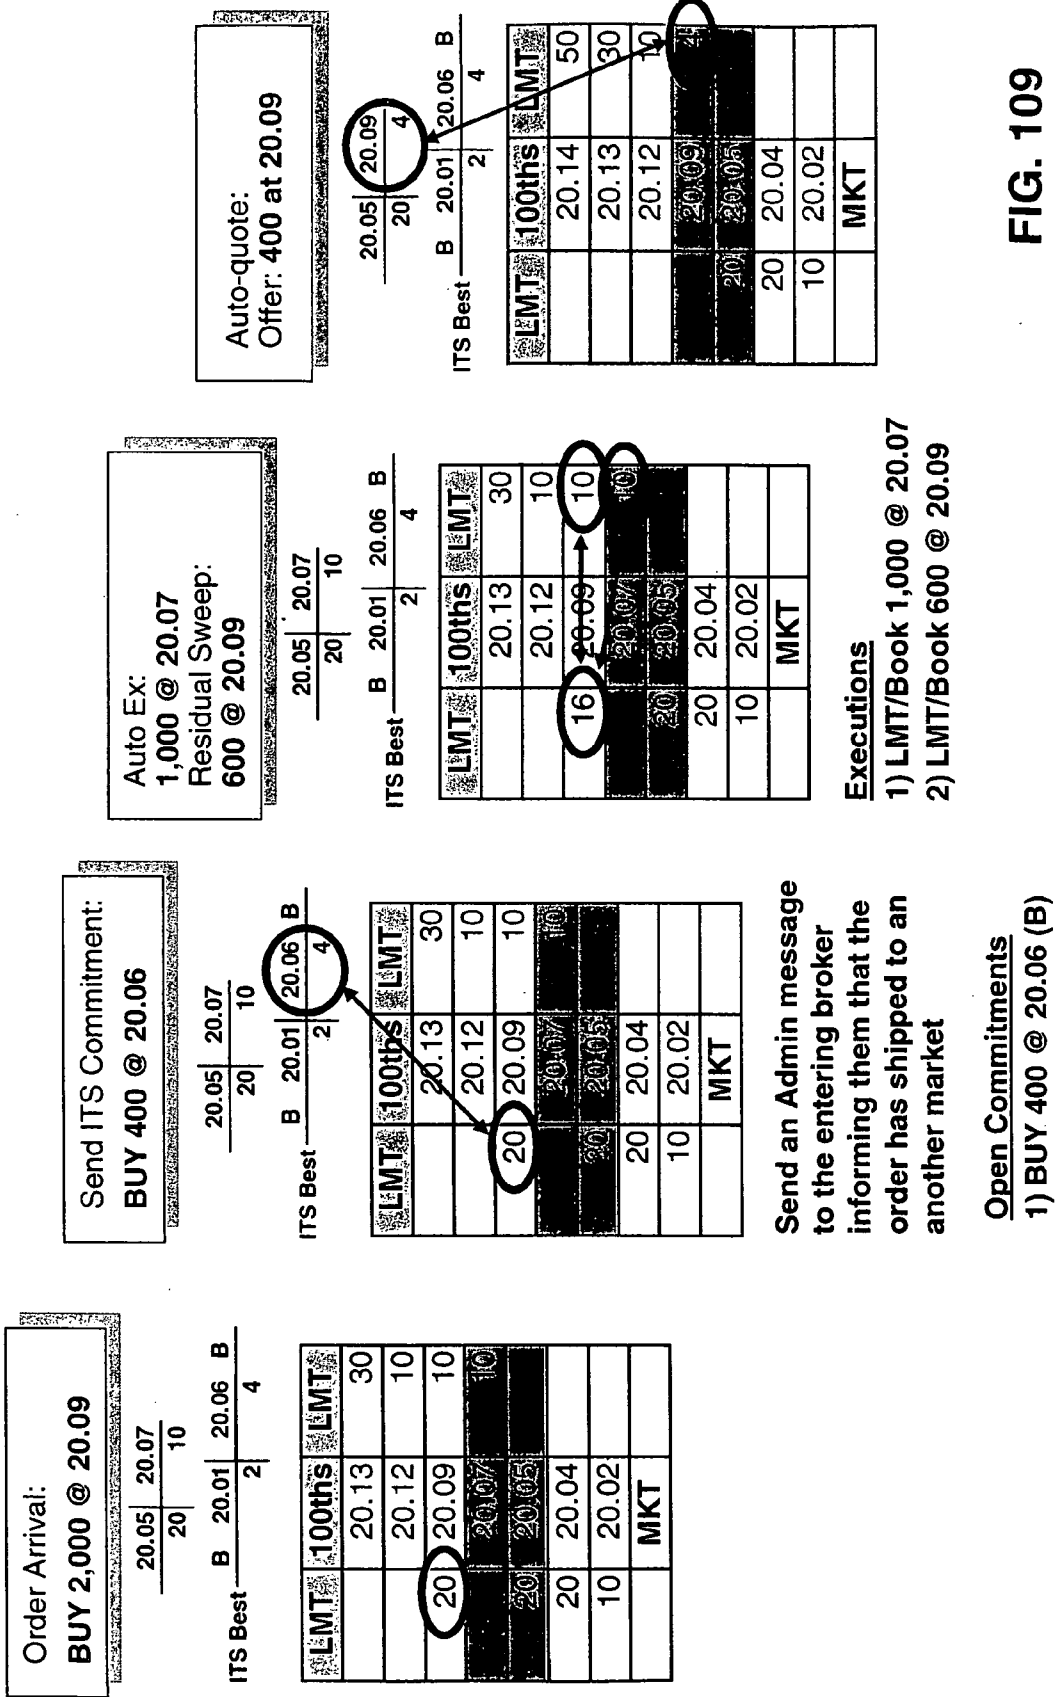 Order Arrival:
BUY 2,000 @ 20.09
20.05 20.07
20 10
ITS Best B 20.01 20.06 B
2 4
LMT 100ths LMT
20.13 30
20.12 10
20 20.09 10
20.07 10
20 20.05
20 20.04
10 20.02
MKT
Send ITS Commitment:
BUY 400 @ 20.06
20.05 20.07
20 10
ITS Best B 20.01 20.06 B
2 4
LMT 100ths LMT
20.13 30
20.12 10
20 20.09 10
20.07 10
20 20.05
20 20.04
10 20.02
MKT
Send an Admin message
to the entering broker
informing them that the
order has shipped to an
another market
Open Commitments
1) BUY 400 @ 20.06 (B)
Auto Ex:
1,000 @ 20.07
Residual Sweep:
600 @ 20.09
20.05 20.07
20 10
ITS Best B 20.01 20.06 B
2 4
LMT 100ths LMT
20.13 30
20.12 10
16 20.09 10
20.07 10
20 20.05
20 20.04
10 20.02
MKT
Executions
1) LMT/Book 1,000 @ 20.07
2) LMT/Book 600 @ 20.09
Auto-quote:
Offer: 400 at 20.09
20.05 20.09
20 4
ITS Best B 20.01 20.06 B
2 4
LMT 100ths LMT
20.14 50
20.13 30
20.12 10
20.09
20 20.05
20 20.04
10 20.02
MKT
FIG. 109